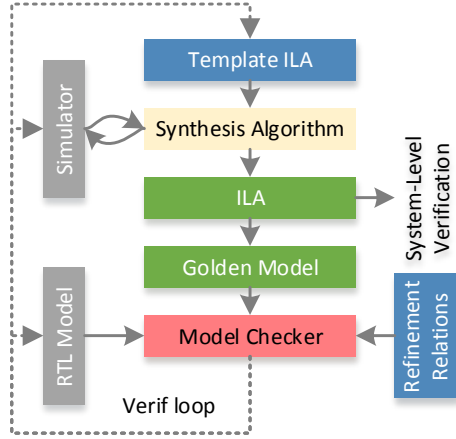 Template ILA
Simulator
Synthesis Algorithm
ILA
System-Level
Verification
Golden Model
RTL Model
Model Checker
Refinement
Relations
Verif loop